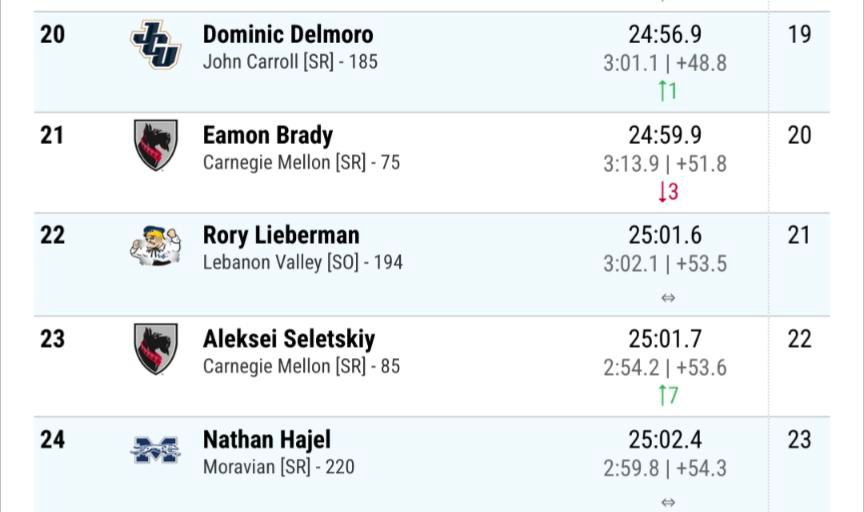 20
JCU
Dominic Delmoro
John Carroll [SR] - 185
24:56.9
3:01.1 | +48.8
↑1
19
21
Eamon Brady
Carnegie Mellon [SR] - 75
24:59.9
3:13.9 | +51.8
↓3
20
22
Rory Lieberman
Lebanon Valley [SO] - 194
25:01.6
3:02.1 | +53.5
⇔
21
23
Aleksei Seletskiy
Carnegie Mellon [SR] - 85
25:01.7
2:54.2 | +53.6
↑7
22
24
M
Nathan Hajel
Moravian [SR] - 220
25:02.4
2:59.8 | +54.3
⇔
23